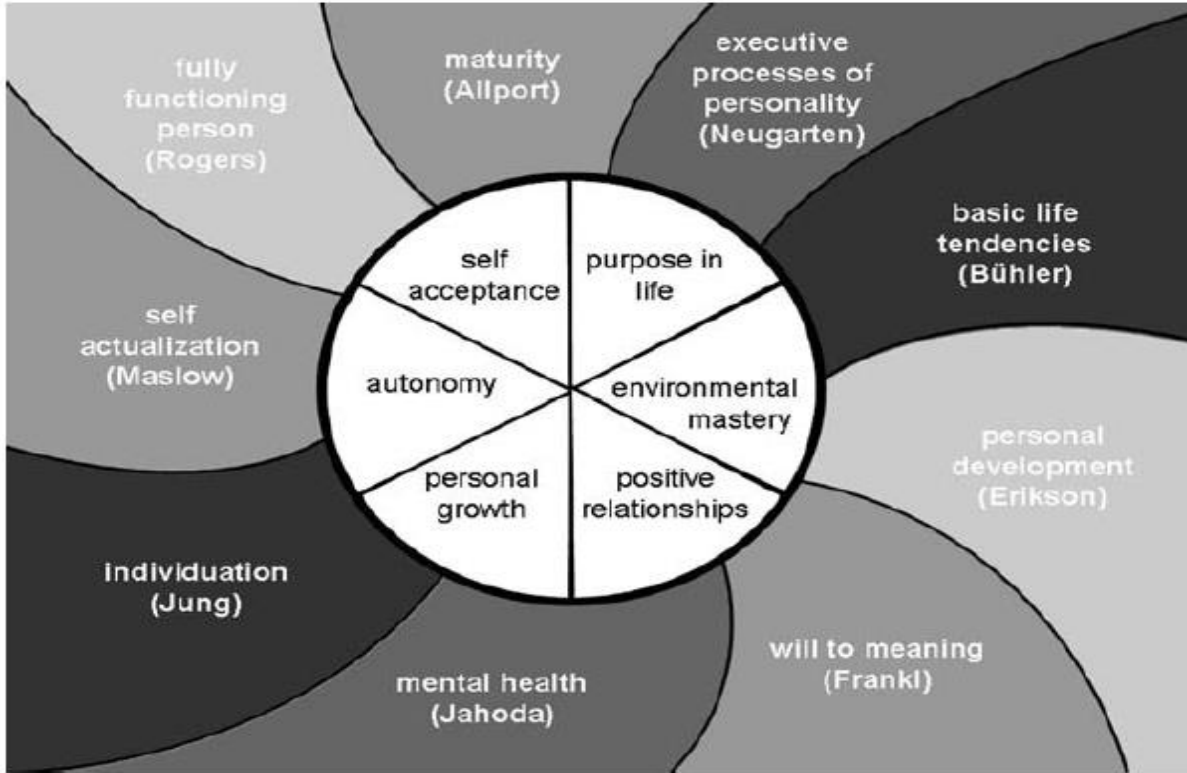 fully
functioning
person
(Rogers)
maturity
(Allport)
executive
processes of
personality
(Neugarten)
basic life
tendencies
(Bühler)
self
acceptance
purpose in
life
self
actualization
(Maslow)
autonomy
environmental
mastery
personal
development
(Erikson)
personal
growth
positive
relationships
individuation
(Jung)
mental health
(Jahoda)
will to meaning
(Frankl)